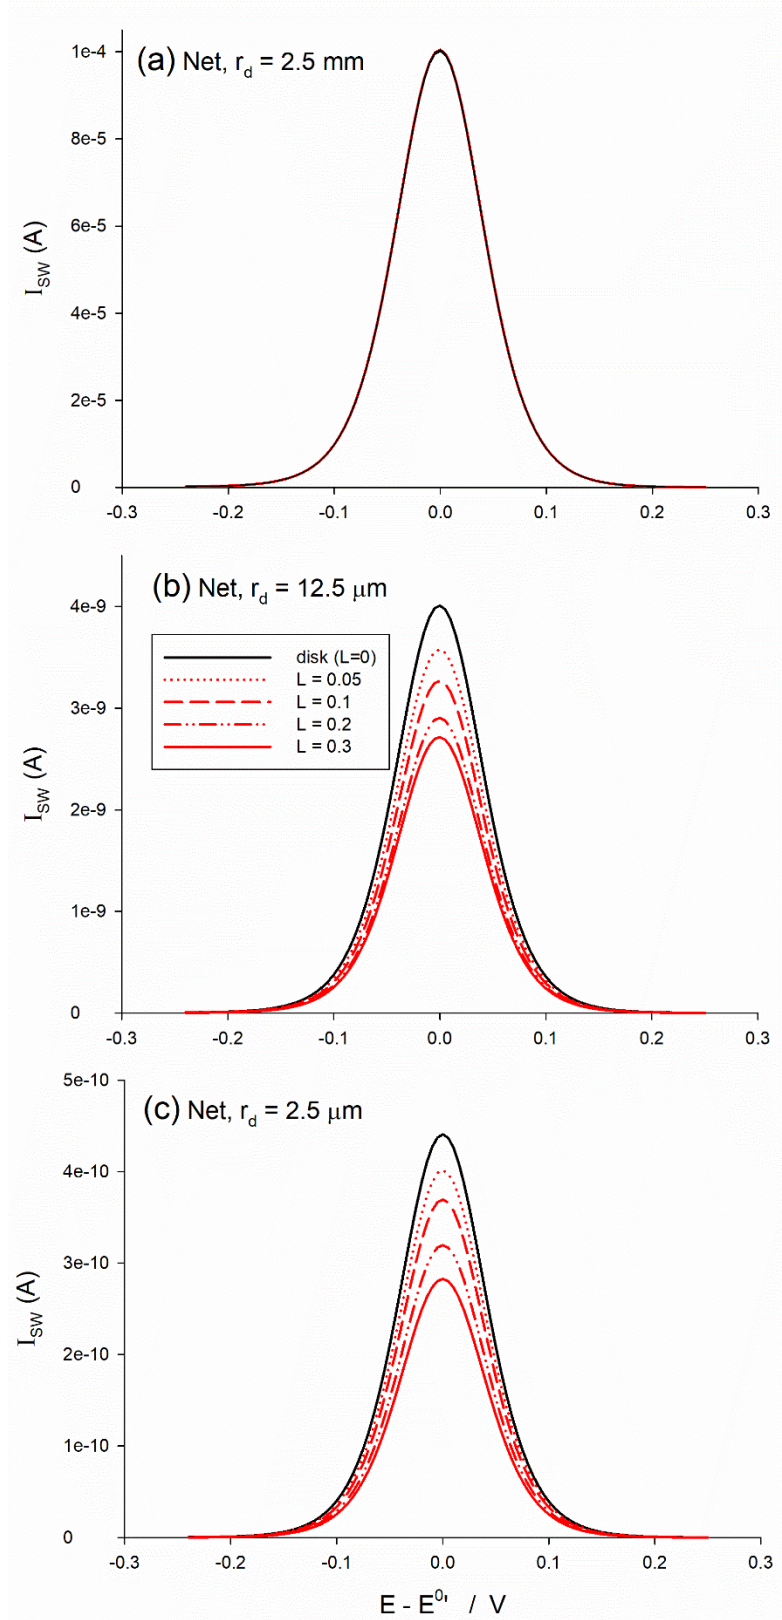 (a) Net, r_d = 2.5 mm
1e-4
8e-5
6e-5
4e-5
2e-5
0
I_SW (A)
-0.3 -0.2 -0.1 0.0 0.1 0.2 0.3
(b) Net, r_d = 12.5 μm
disk (L=0)
L = 0.05
L = 0.1
L = 0.2
L = 0.3
4e-9
3e-9
2e-9
1e-9
0
I_SW (A)
-0.3 -0.2 -0.1 0.0 0.1 0.2 0.3
(c) Net, r_d = 2.5 μm
5e-10
4e-10
3e-10
2e-10
1e-10
0
I_SW (A)
-0.3 -0.2 -0.1 0.0 0.1 0.2 0.3
E - E⁰' / V